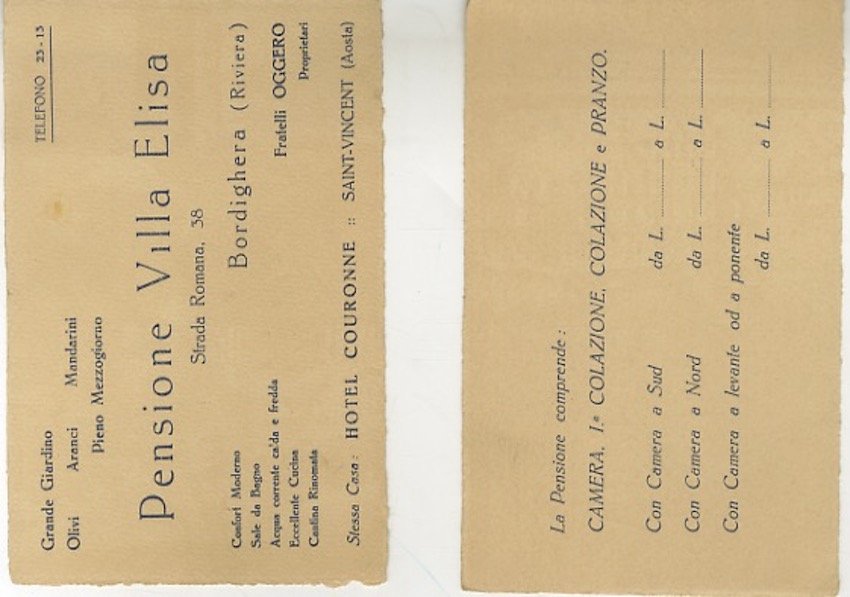 TELEFONO 23-13
Grande Giardino
Olivi Aranci Mandarini
Pieno Mezzogiorno
Pensione Villa Elisa
Strada Romana, 38
Bordighera (Riviera)
Confort Moderno
Sale da Bagno
Acqua corrente calda e fredda
Eccellente Cucina
Cantina Rinomata
Fratelli OGGERO
Proprietari
Stessa Casa: HOTEL COURONNE :: SAINT-VINCENT (Aosta)
La Pensione comprende:
CAMERA, I.ª COLAZIONE, COLAZIONE e PRANZO.
Con Camera a Sud da L. .......... a L. ..........
Con Camera a Nord da L. .......... a L. ..........
Con Camera a levante od a ponente
da L. .......... a L. ..........